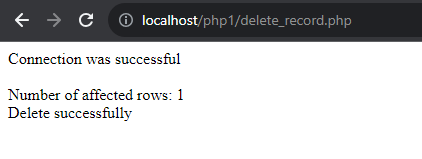 localhost/php1/delete_record.php
Connection was successful
Number of affected rows: 1
Delete successfully